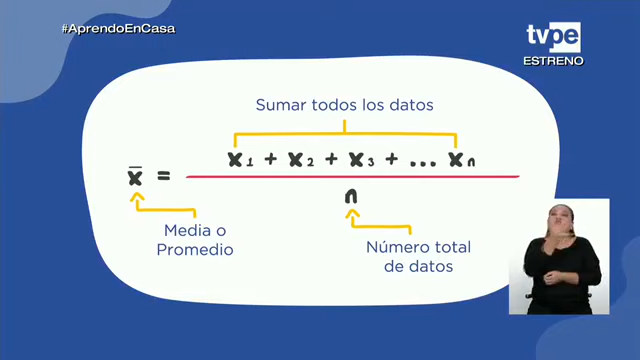 #AprendoEnCasa
tvpe
ESTRENO
Sumar todos los datos
x̄ = x₁ + x₂ + x₃ + ... xₙ
n
Media o
Promedio
Número total
de datos